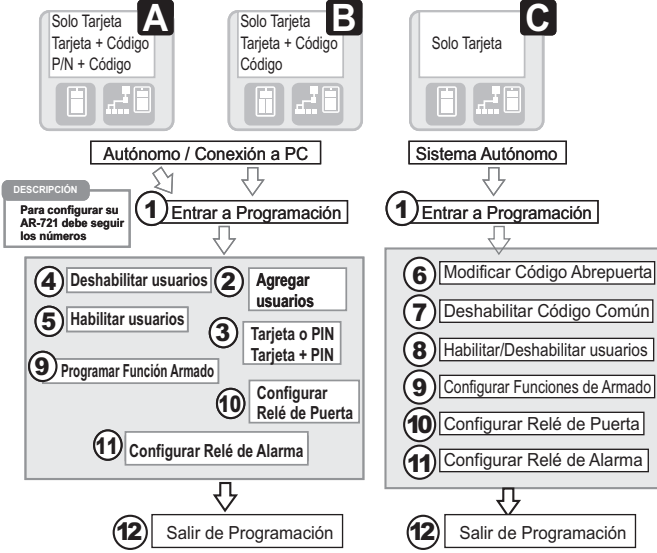 A
Solo Tarjeta
Tarjeta + Código
P/N + Código
B
Solo Tarjeta
Tarjeta + Código
Código
C
Solo Tarjeta
Autónomo / Conexión a PC
Sistema Autónomo
DESCRIPCIÓN
Para configurar su
AR-721 debe seguir
los números
1 Entrar a Programación
1 Entrar a Programación
4 Deshabilitar usuarios
2 Agregar
usuarios
5 Habilitar usuarios
3 Tarjeta o PIN
Tarjeta + PIN
9 Programar Función Armado
10 Configurar
Relé de Puerta
11 Configurar Relé de Alarma
12 Salir de Programación
6 Modificar Código Abrepuerta
7 Deshabilitar Código Común
8 Habilitar/Deshabilitar usuarios
9 Configurar Funciones de Armado
10 Configurar Relé de Puerta
11 Configurar Relé de Alarma
12 Salir de Programación